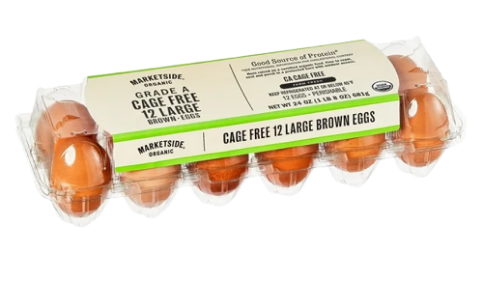 MARKETSIDE
ORGANIC
GRADE A
CAGE FREE
12 LARGE
BROWN·EGGS
Good Source of Protein*
CA CAGE FREE
FARM FRESH
KEEP REFRIGERATED AT OR BELOW 45°F
12 EGGS · PERISHABLE
NET WT 24 OZ (1 LB 8 OZ) 681g
MARKETSIDE
ORGANIC
CAGE FREE 12 LARGE BROWN EGGS